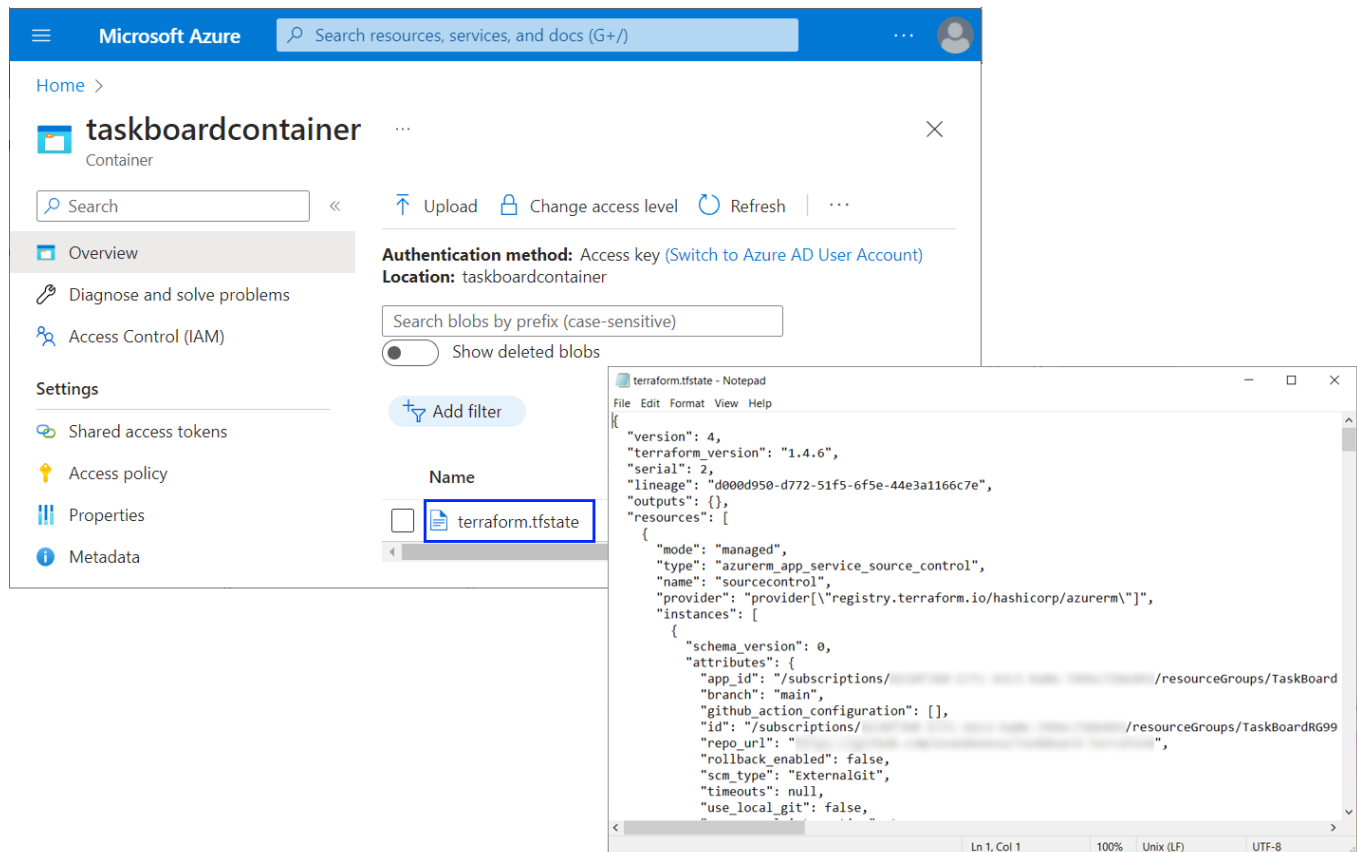 Microsoft Azure
Search resources, services, and docs (G+/)
...
Home >
taskboardcontainer ...
Container
Search «
Overview
Diagnose and solve problems
Access Control (IAM)
Settings
Shared access tokens
Access policy
Properties
Metadata
Upload Change access level Refresh ...
Authentication method: Access key (Switch to Azure AD User Account)
Location: taskboardcontainer
Search blobs by prefix (case-sensitive)
Show deleted blobs
Add filter
Name
terraform.tfstate
terraform.tfstate - Notepad
File Edit Format View Help
{
"version": 4,
"terraform_version": "1.4.6",
"serial": 2,
"lineage": "d000d950-d772-51f5-6f5e-44e3a1166c7e",
"outputs": {},
"resources": [
{
"mode": "managed",
"type": "azurerm_app_service_source_control",
"name": "sourcecontrol",
"provider": "provider[\"registry.terraform.io/hashicorp/azurerm\"]",
"instances": [
{
"schema_version": 0,
"attributes": {
"app_id": "/subscriptions/ /resourceGroups/TaskBoard
"branch": "main",
"github_action_configuration": [],
"id": "/subscriptions/ /resourceGroups/TaskBoardRG99
"repo_url": " ",
"rollback_enabled": false,
"scm_type": "ExternalGit",
"timeouts": null,
"use_local_git": false,
Ln 1, Col 1 100% Unix (LF) UTF-8